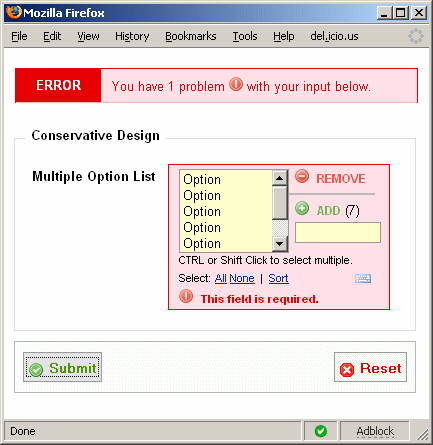 Mozilla Firefox
File Edit View History Bookmarks Tools Help del.icio.us
ERROR You have 1 problem with your input below.
Conservative Design
Multiple Option List
Option
Option
Option
Option
Option
REMOVE
ADD (7)
CTRL or Shift Click to select multiple.
Select: All None | Sort
This field is required.
Submit Reset
Done Adblock